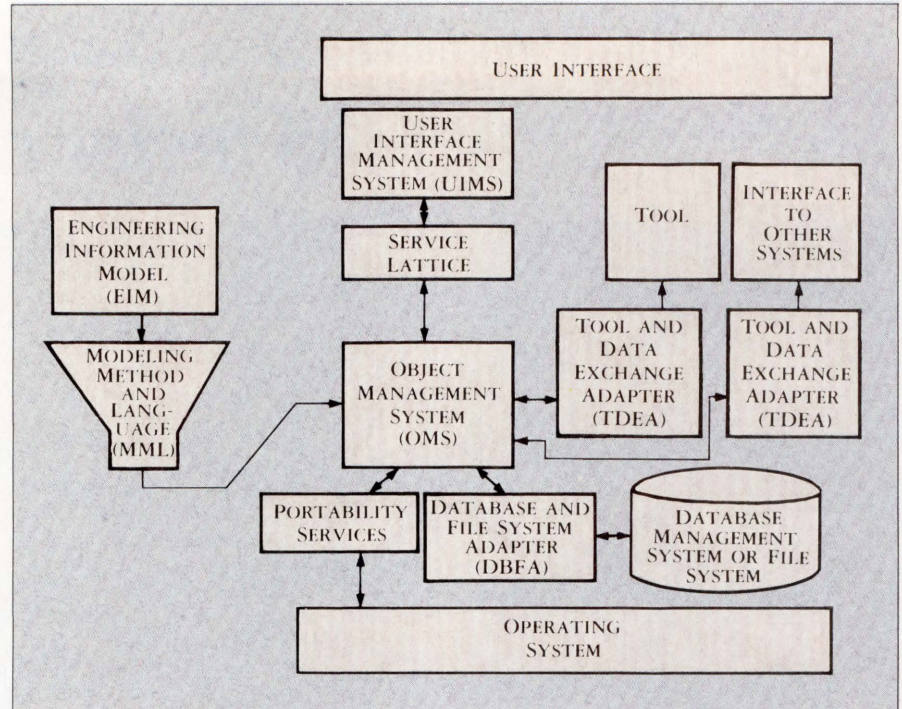 USER INTERFACE
USER
INTERFACE
MANAGEMENT
SYSTEM (UIMS)
TOOL
INTERFACE
TO
OTHER
SYSTEMS
ENGINEERING
INFORMATION
MODEL
(EIM)
SERVICE
LATTICE
MODELING
METHOD
AND
LANG-
UAGE
(MML)
OBJECT
MANAGEMENT
SYSTEM
(OMS)
TOOL AND
DATA
EXCHANGE
ADAPTER
(TDEA)
TOOL AND
DATA
EXCHANGE
ADAPTER
(TDEA)
PORTABILITY
SERVICES
DATABASE AND
FILE SYSTEM
ADAPTER
(DBFA)
DATABASE
MANAGEMENT
SYSTEM OR FILE
SYSTEM
OPERATING
SYSTEM